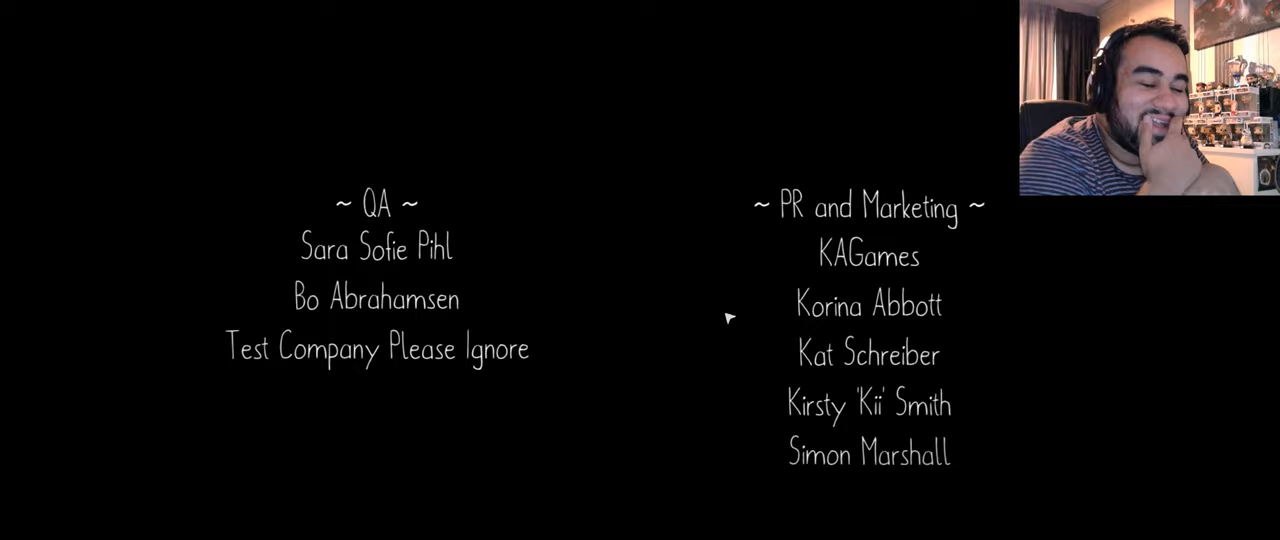 ~ QA ~
Sara Sofie Pihl
Bo Abrahamsen
Test Company Please Ignore
~ PR and Marketing ~
KAGames
Korina Abbott
Kat Schreiber
Kirsty 'Kii' Smith
Simon Marshall